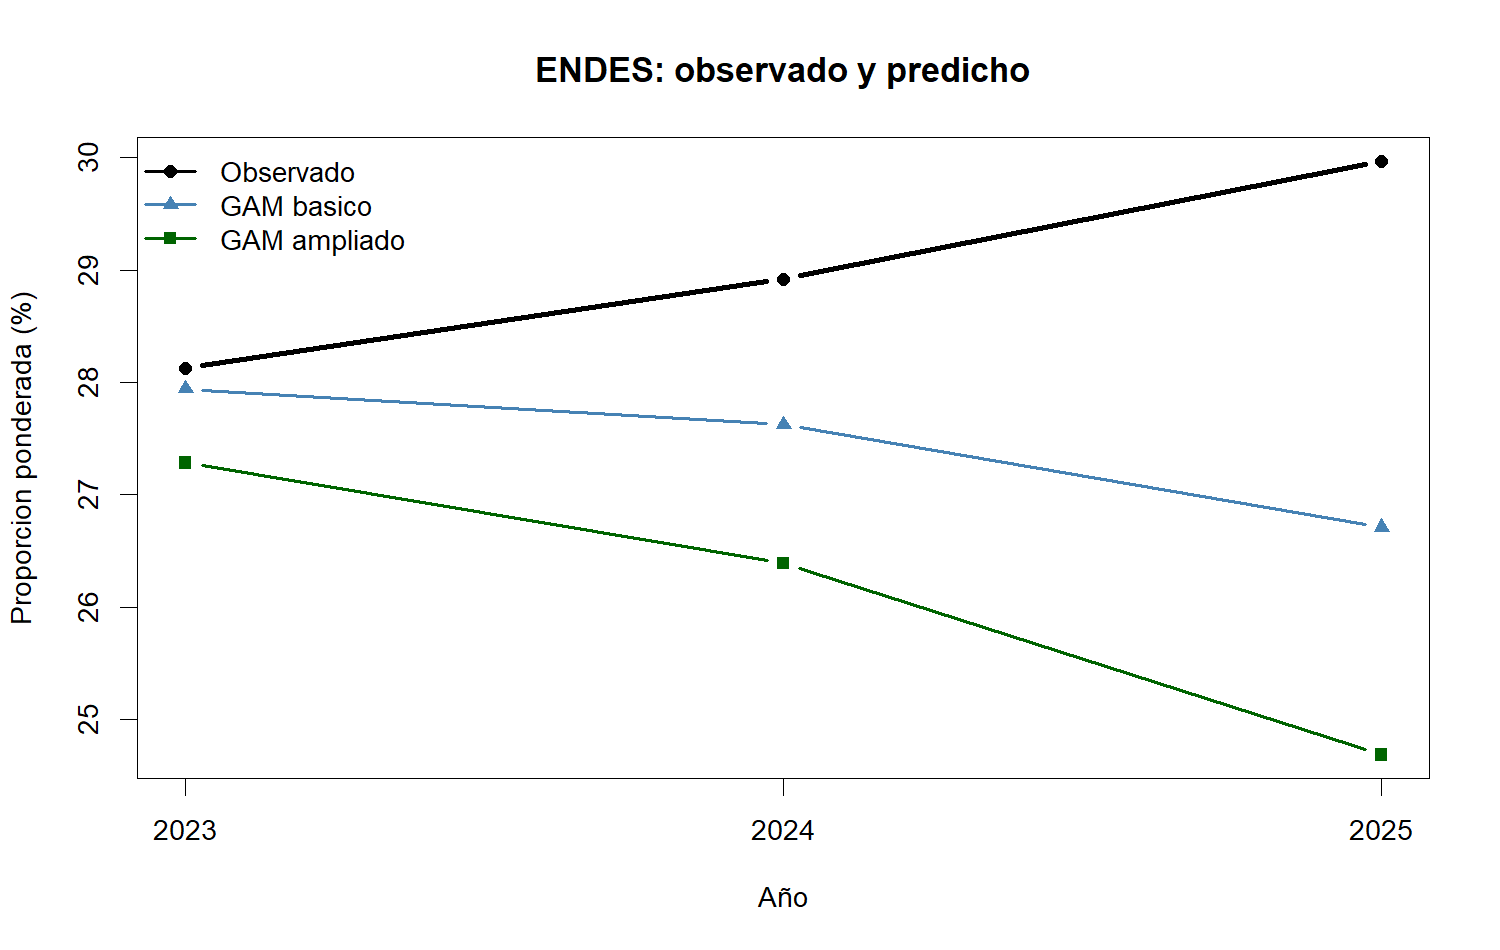 ENDES: observado y predicho
Observado
GAM basico
GAM ampliado
Proporcion ponderada (%)
30
29
28
27
26
25
2023
2024
2025
Año